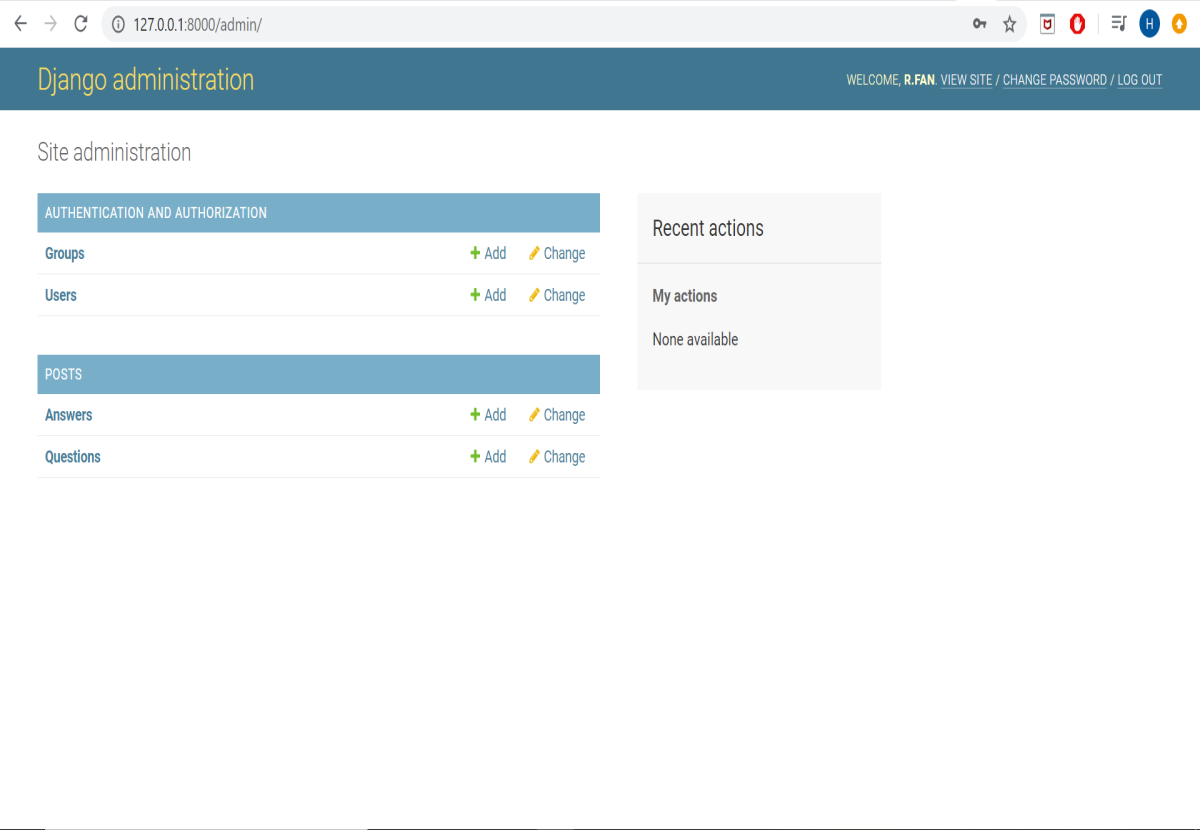 127.0.0.1:8000/admin/
H
Django administration
WELCOME, R.FAN. VIEW SITE / CHANGE PASSWORD / LOG OUT
Site administration
AUTHENTICATION AND AUTHORIZATION
Groups Add Change
Users Add Change
POSTS
Answers Add Change
Questions Add Change
Recent actions
My actions
None available